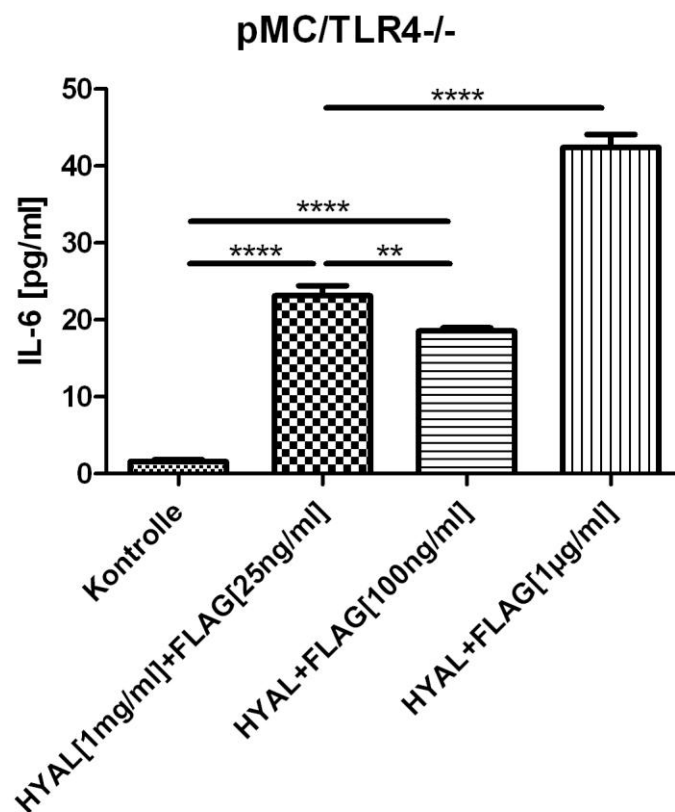 pMC/TLR4-/-
IL-6 [pg/ml]
50
40
30
20
10
0
****
****
****
**
Kontrolle
HYAL[1mg/ml]+FLAG[25ng/ml]
HYAL+FLAG[100ng/ml]
HYAL+FLAG[1µg/ml]